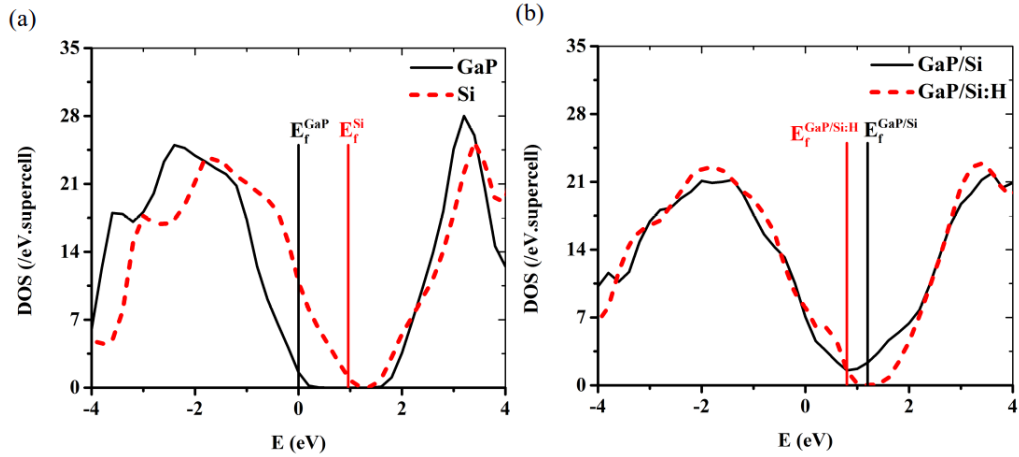 (a)
35
28
21
14
7
0
DOS (/eV.supercell)
GaP
Si
E_f^GaP
E_f^Si
-4
-2
0
2
4
E (eV)
(b)
35
28
21
14
7
0
DOS (/eV.supercell)
GaP/Si
GaP/Si:H
E_f^GaP/Si:H
E_f^GaP/Si
-4
-2
0
2
4
E (eV)